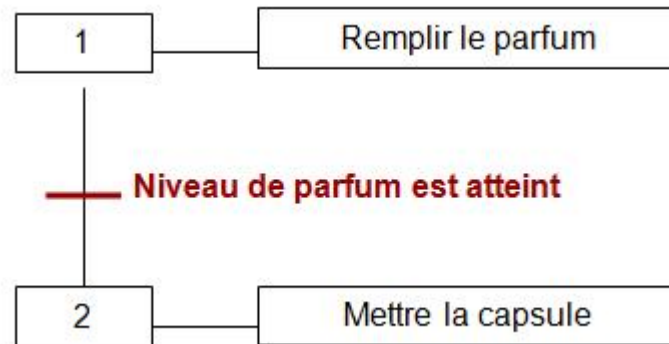 1 Remplir le parfum
Niveau de parfum est atteint
2 Mettre la capsule